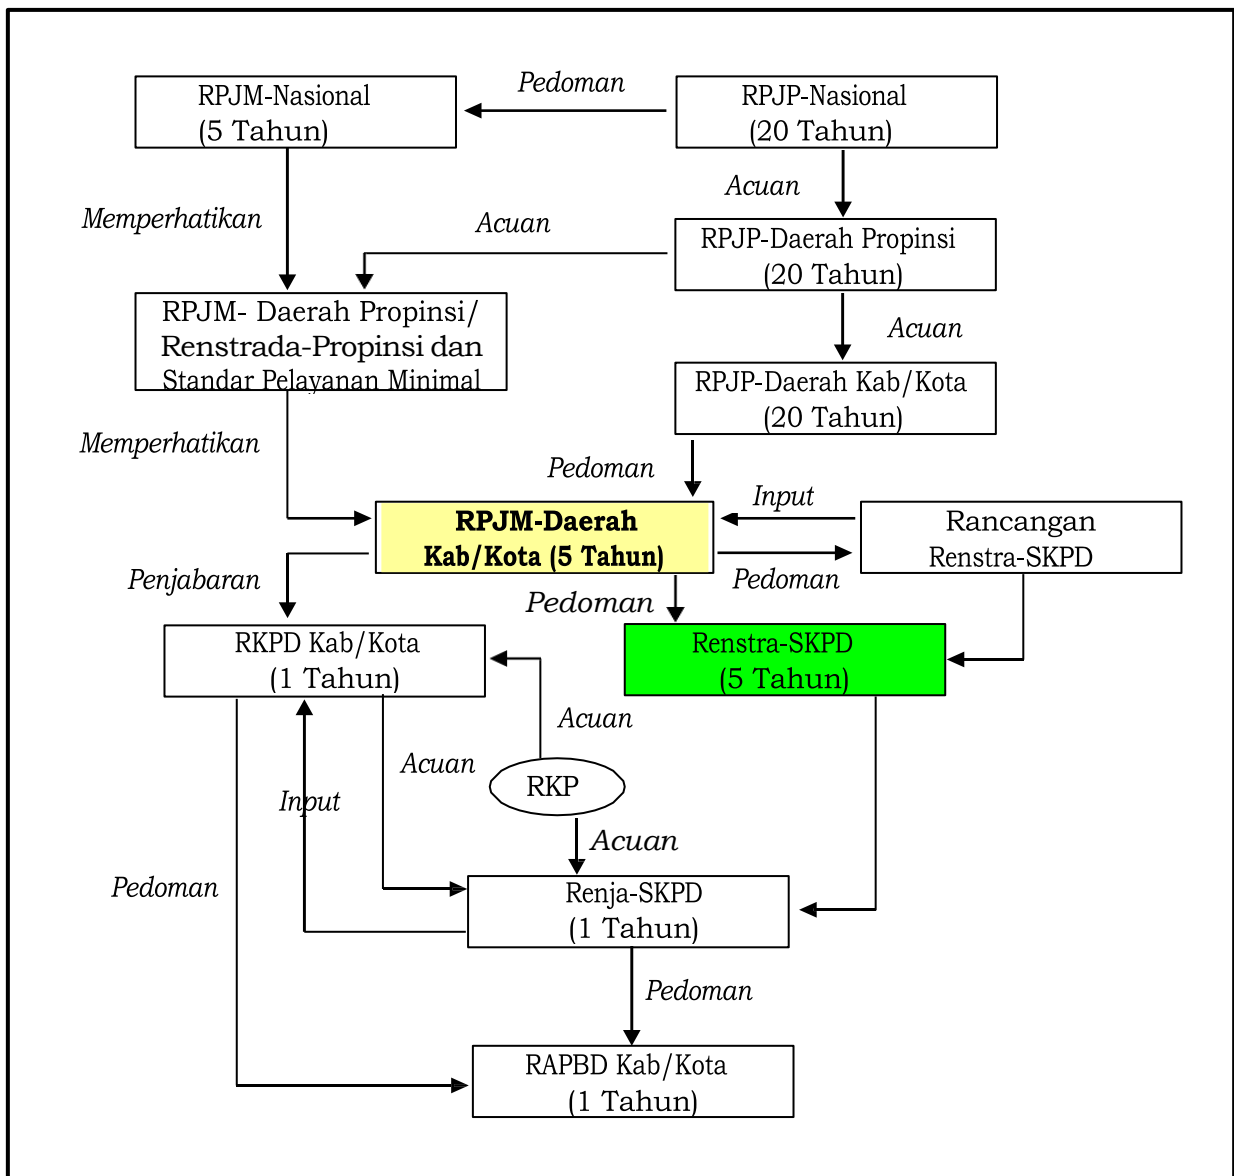 Pedoman
RPJM-Nasional
(5 Tahun)
RPJP-Nasional
(20 Tahun)
Acuan
Memperhatikan
Acuan
RPJP-Daerah Propinsi
(20 Tahun)
RPJM- Daerah Propinsi/
Renstrada-Propinsi dan
Standar Pelayanan Minimal
Acuan
RPJP-Daerah Kab/Kota
(20 Tahun)
Memperhatikan
Pedoman
Input
RPJM-Daerah
Kab/Kota (5 Tahun)
Rancangan
Renstra-SKPD
Penjabaran
Pedoman
Pedoman
RKPD Kab/Kota
(1 Tahun)
Renstra-SKPD
(5 Tahun)
Acuan
Acuan
RKP
Input
Acuan
Pedoman
Renja-SKPD
(1 Tahun)
Pedoman
RAPBD Kab/Kota
(1 Tahun)